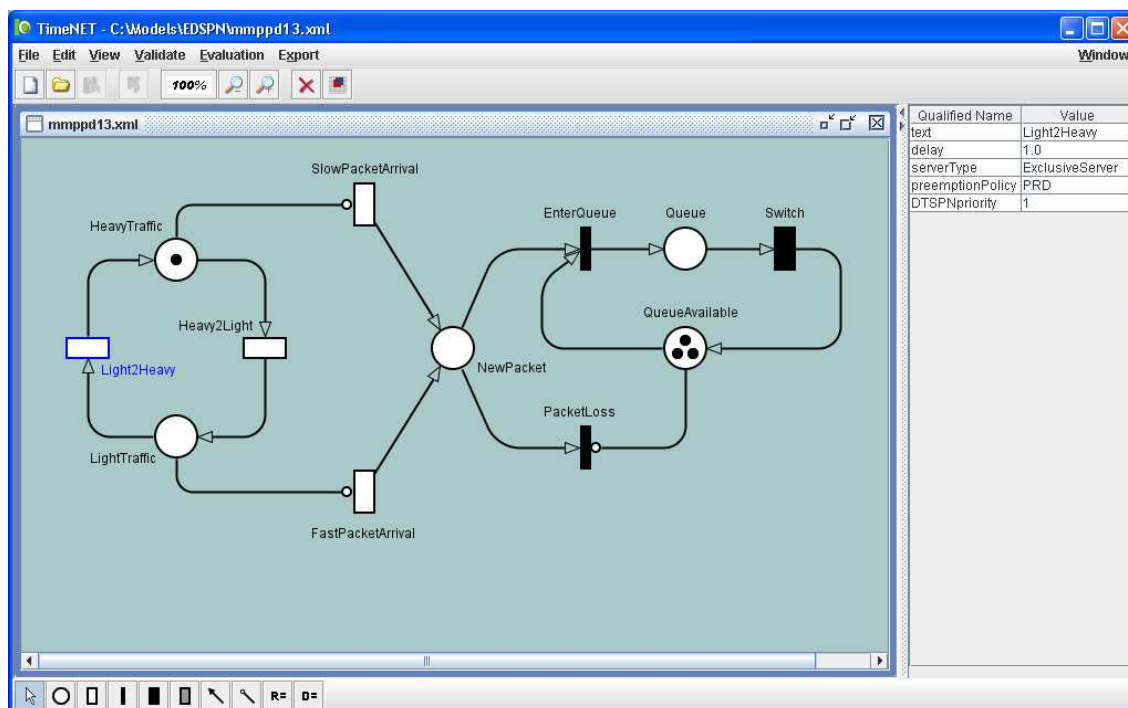 TimeNET - C:\Models\EDSPN\mmppd13.xml
File Edit View Validate Evaluation Export Window
100%
mmppd13.xml
Qualified Name Value
text Light2Heavy
delay 1.0
serverType ExclusiveServer
preemptionPolicy PRD
DTSPNpriority 1
SlowPacketArrival
HeavyTraffic
EnterQueue Queue Switch
Heavy2Light
QueueAvailable
Light2Heavy
NewPacket
PacketLoss
LightTraffic
FastPacketArrival
R= D=